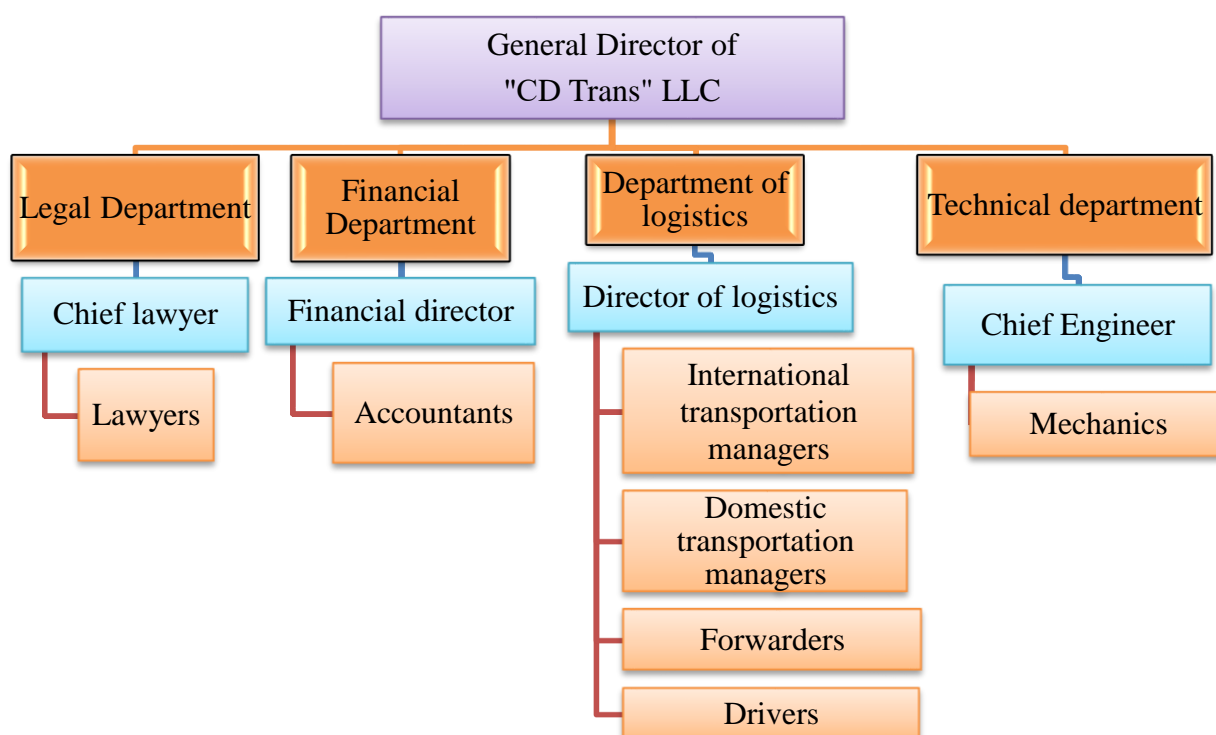 General Director of
"CD Trans" LLC
Legal Department
Financial
Department
Department of
logistics
Technical department
Chief lawyer
Financial director
Director of logistics
Chief Engineer
Lawyers
Accountants
International
transportation
managers
Mechanics
Domestic
transportation
managers
Forwarders
Drivers